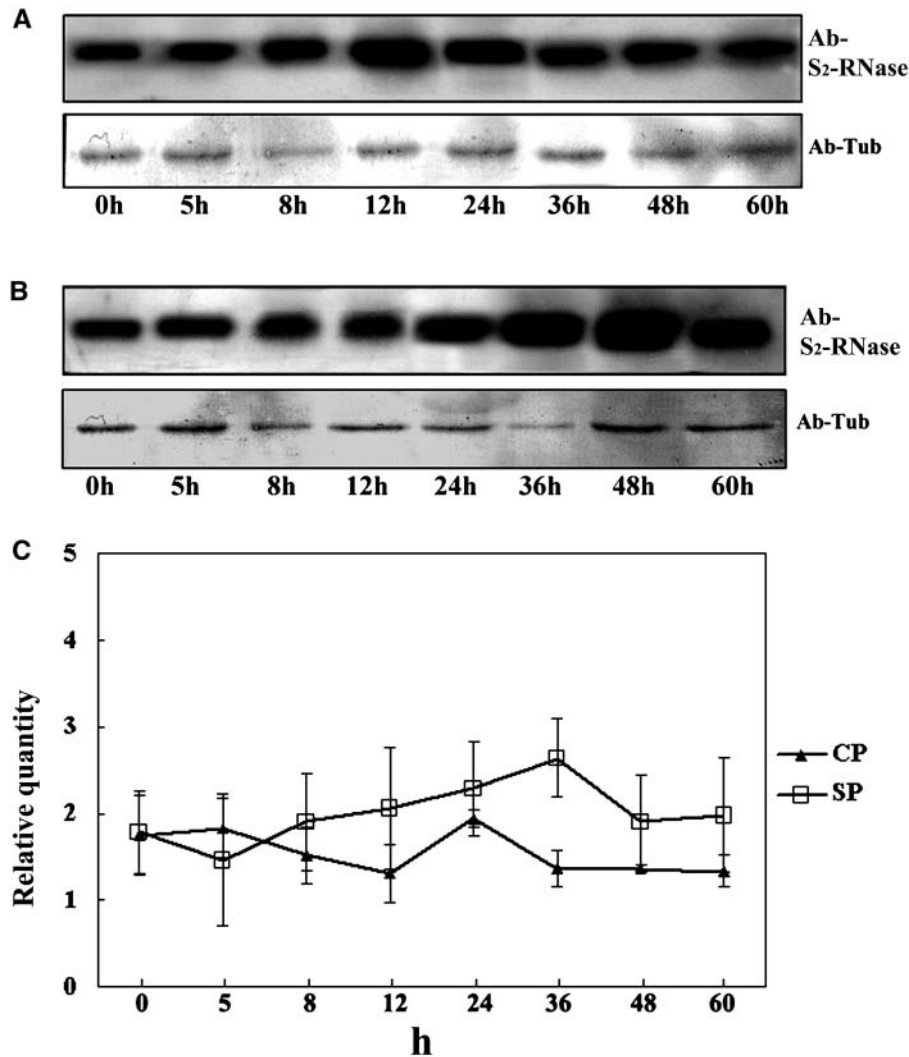 A
Ab-
S2-RNase
Ab-Tub
0h 5h 8h 12h 24h 36h 48h 60h
B
Ab-
S2-RNase
Ab-Tub
0h 5h 8h 12h 24h 36h 48h 60h
C
5
4
3
2
1
0
Relative quantity
CP
SP
0 5 8 12 24 36 48 60
h